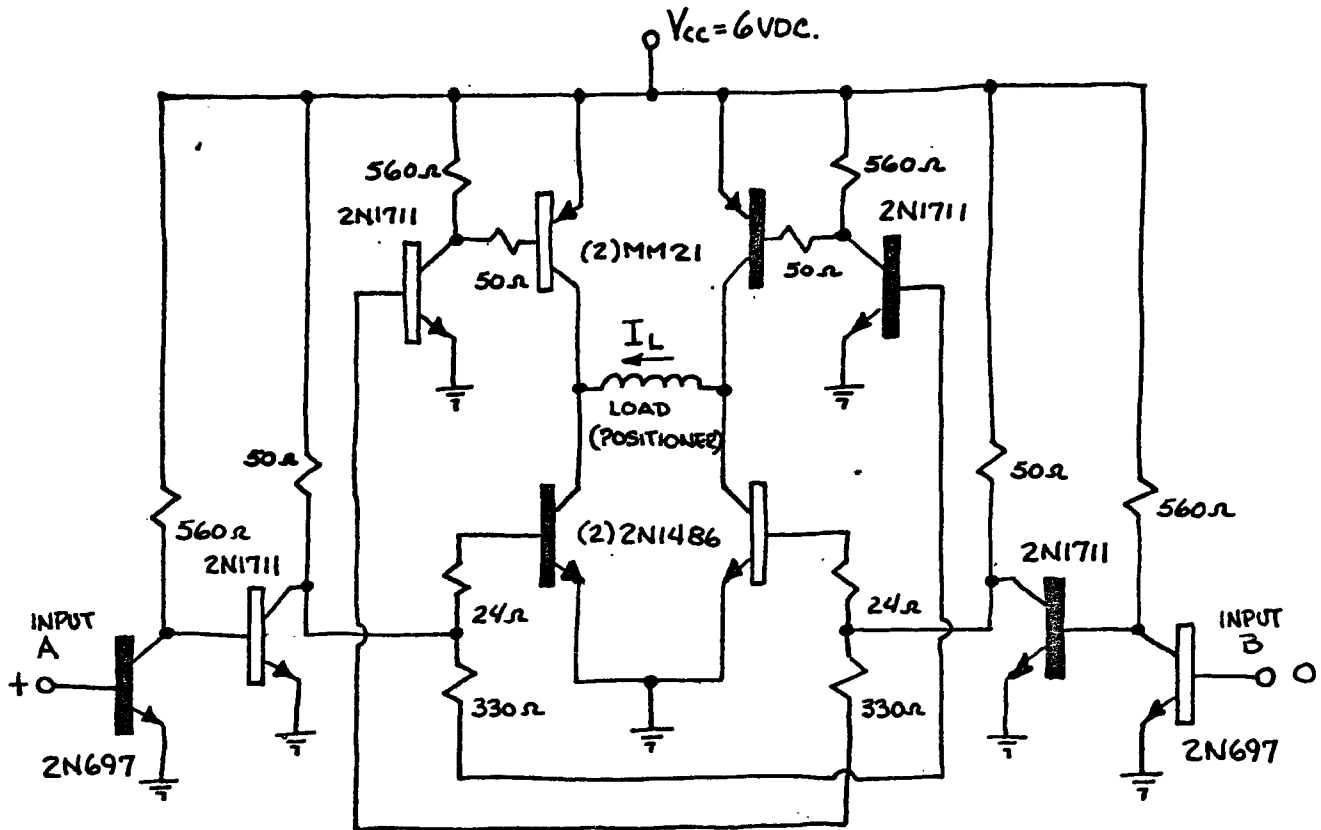 Vcc = 6VDC.
560Ω
560Ω
2N1711
2N1711
(2) MM21
50Ω
50Ω
I_L
LOAD
(POSITIONER)
50Ω
50Ω
560Ω
(2) 2N1486
560Ω
2N1711
2N1711
24Ω
24Ω
INPUT
A
INPUT
B
+
O
330Ω
330Ω
2N697
2N697